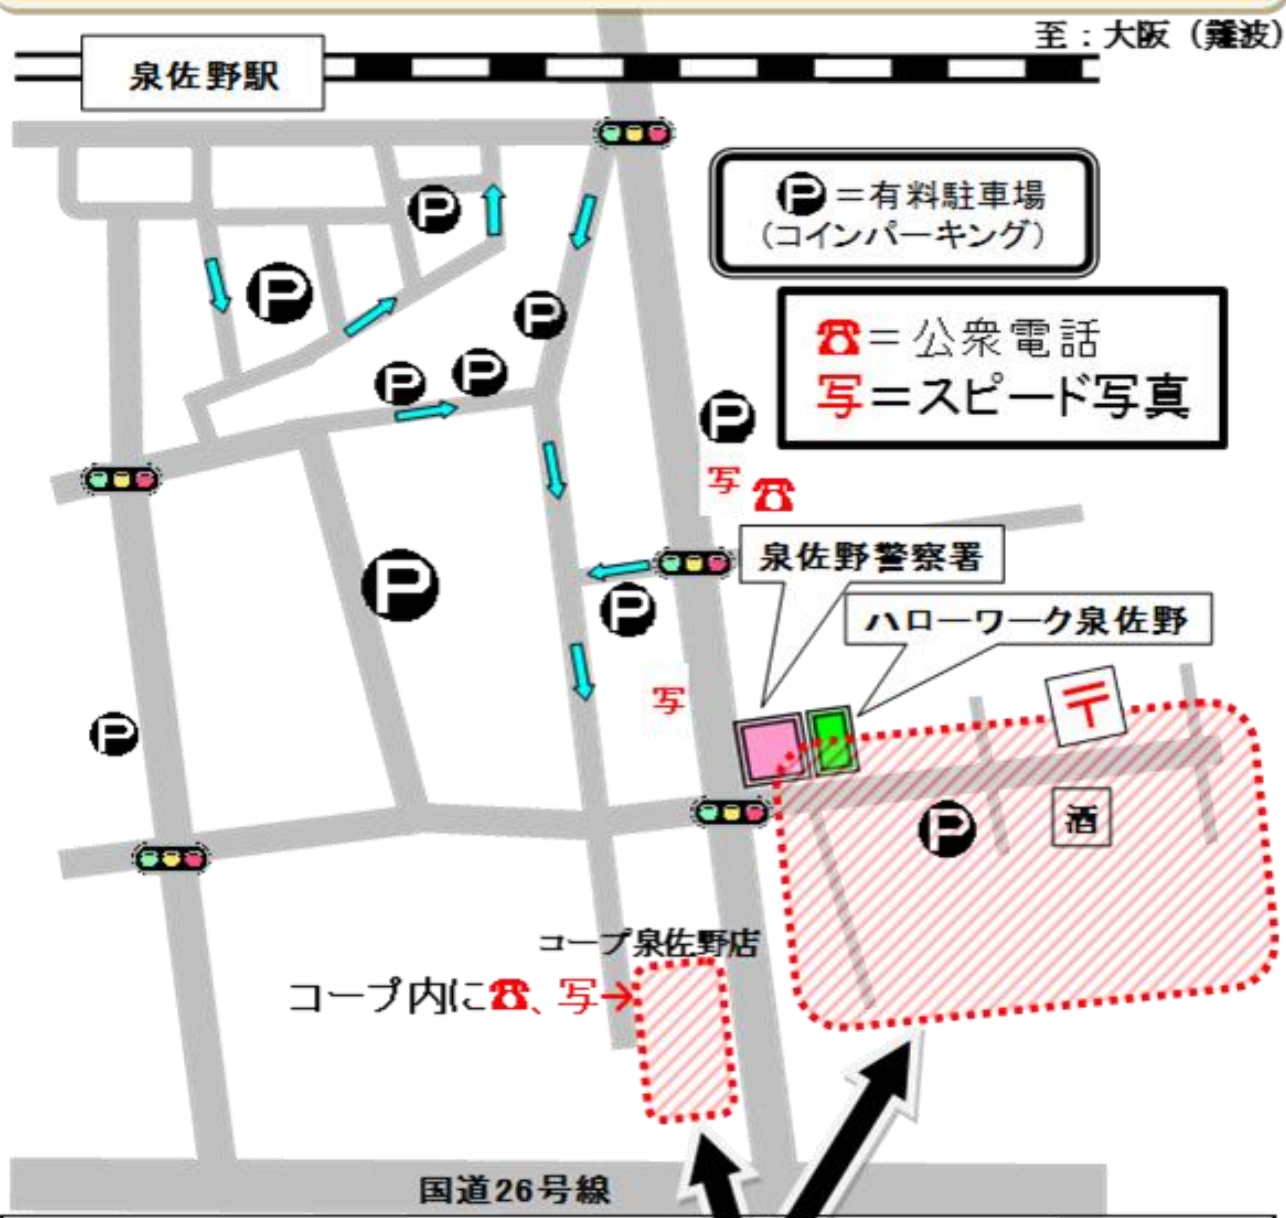 至：大阪（難波）
泉佐野駅
Ⓟ＝有料駐車場
（コインパーキング）
☎＝公衆電話
写＝スピード写真
P
P
P
P
P
P
写☎
泉佐野警察署
P
P
ハローワーク泉佐野
写
〒
P
酒
P
コープ泉佐野店
コープ内に☎、写→
国道26号線